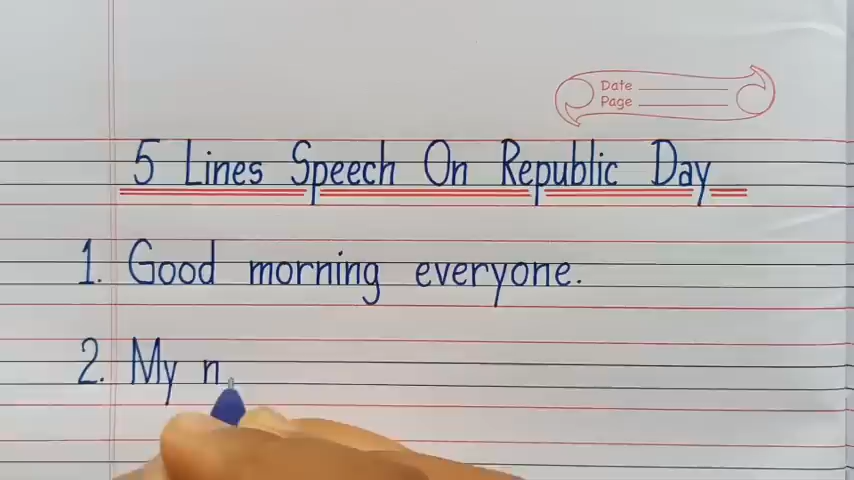 Date
Page
5 Lines Speech On Republic Day
1. Good morning everyone.
2. My n